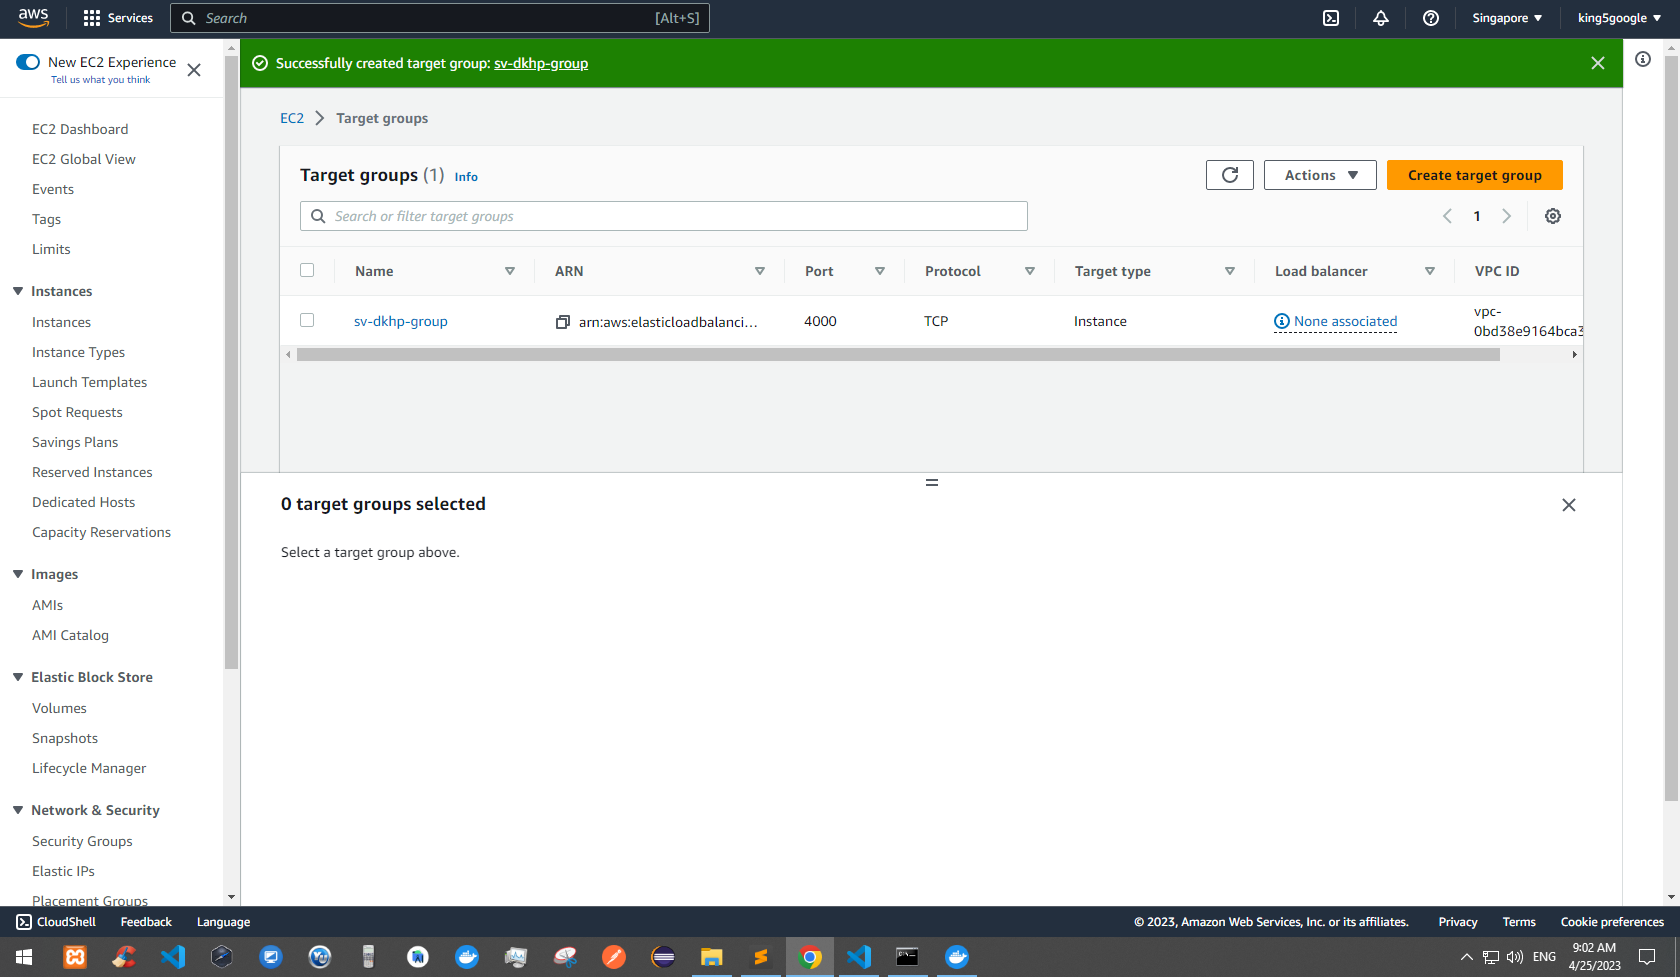 aws
Services
Search
[Alt+S]
Singapore
king5google
New EC2 Experience
Tell us what you think
Successfully created target group: sv-dkhp-group
EC2 Dashboard
EC2 Global View
Events
Tags
Limits
Instances
Instances
Instance Types
Launch Templates
Spot Requests
Savings Plans
Reserved Instances
Dedicated Hosts
Capacity Reservations
Images
AMIs
AMI Catalog
Elastic Block Store
Volumes
Snapshots
Lifecycle Manager
Network & Security
Security Groups
Elastic IPs
Placement Groups
EC2
Target groups
Target groups (1) Info
Actions
Create target group
Search or filter target groups
1
Name
ARN
Port
Protocol
Target type
Load balancer
VPC ID
sv-dkhp-group
arn:aws:elasticloadbalanci...
4000
TCP
Instance
None associated
vpc-
0bd38e9164bca3
0 target groups selected
Select a target group above.
CloudShell
Feedback
Language
© 2023, Amazon Web Services, Inc. or its affiliates.
Privacy
Terms
Cookie preferences
ENG
9:02 AM
4/25/2023